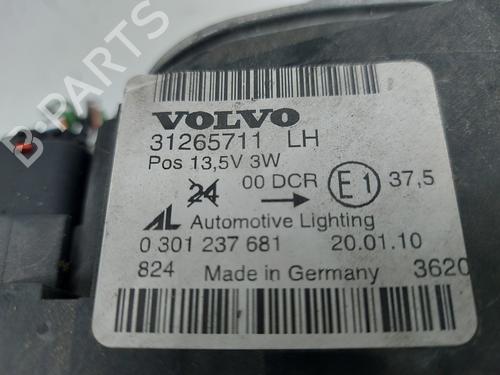 VOLVO
31265711 LH
Pos 13,5V 3W
24 00 DCR → E1 37,5
AL Automotive Lighting
0 301 237 681 20.01.10
824 Made in Germany 3620
B-PARTS